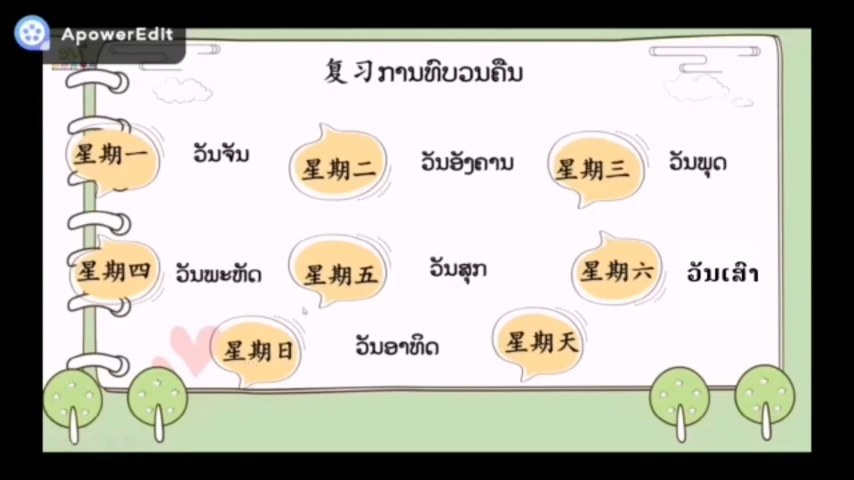 ApowerEdit
复习ການທົບທວນຄືນ
星期一 ວັນຈັນ 星期二 ວັນອັງຄານ 星期三 ວັນພຸດ
星期四 ວັນພະຫັດ 星期五 ວັນສຸກ 星期六 ວັນເສົາ
星期日 ວັນອາທິດ 星期天